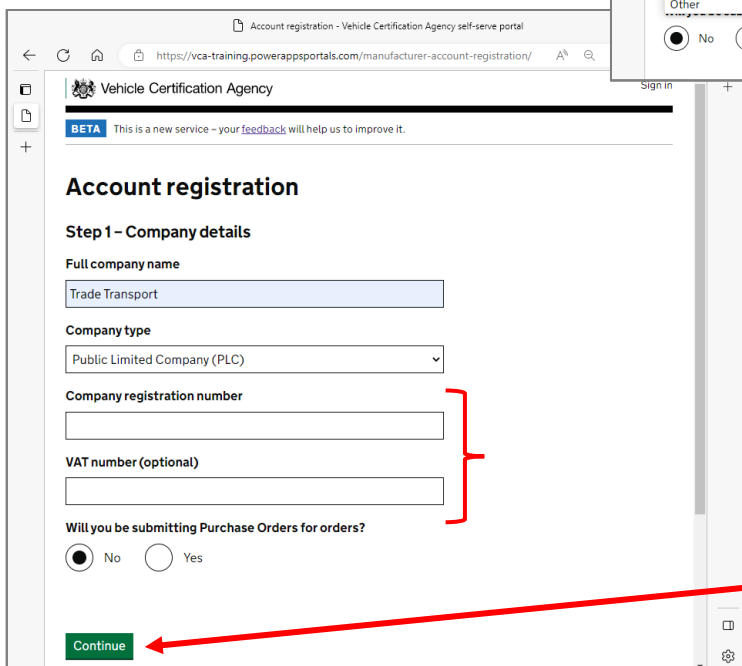 Other
No
Account registration - Vehicle Certification Agency self-serve portal
https://vca-training.powerappsportals.com/manufacturer-account-registration/
Vehicle Certification Agency
Sign in
BETA This is a new service – your feedback will help us to improve it.
Account registration
Step 1 – Company details
Full company name
Trade Transport
Company type
Public Limited Company (PLC)
Company registration number
VAT number (optional)
Will you be submitting Purchase Orders for orders?
No Yes
Continue